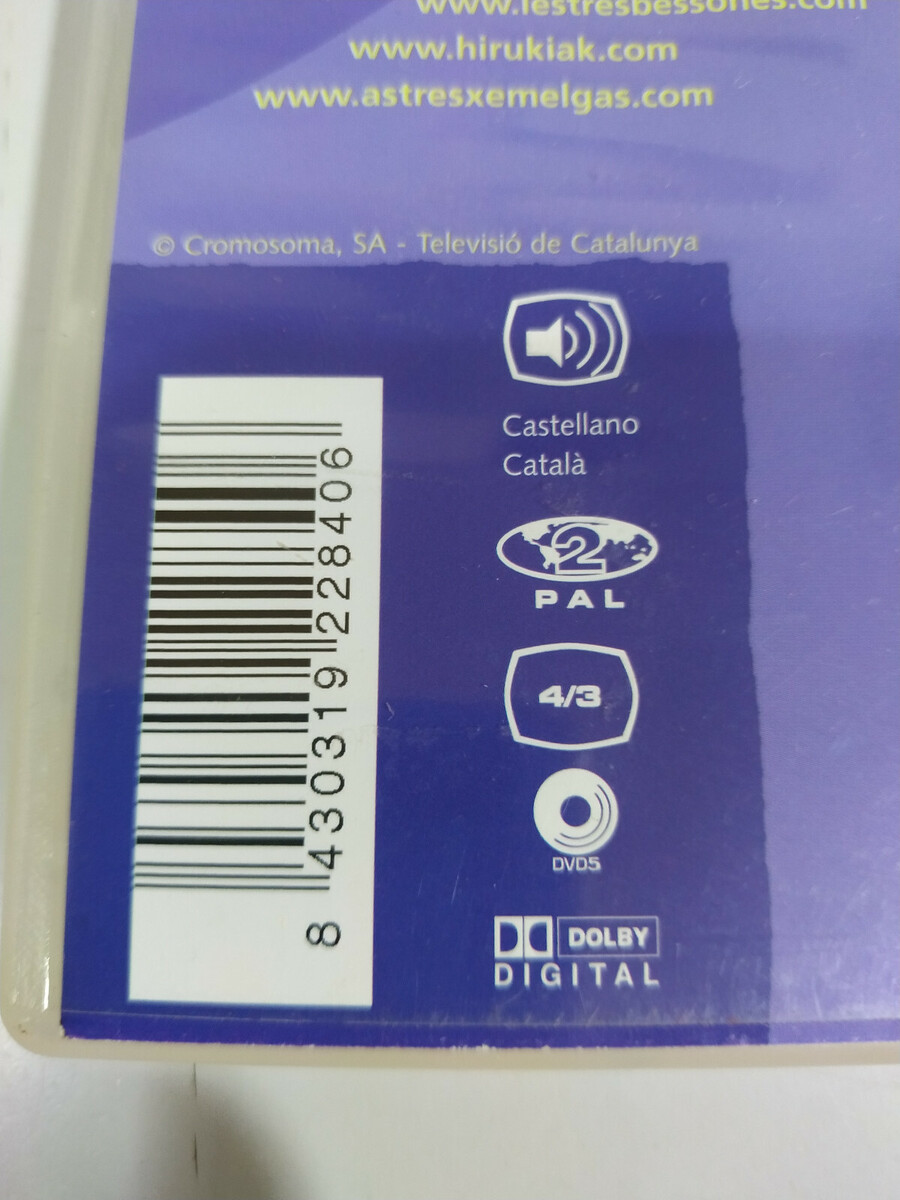 www.lestresbessones.com
www.hirukiak.com
www.astresxemelgas.com
© Cromosoma, SA - Televisió de Catalunya
Castellano
Català
2
PAL
4/3
DVD5
DOLBY
DIGITAL
8 430319 228406